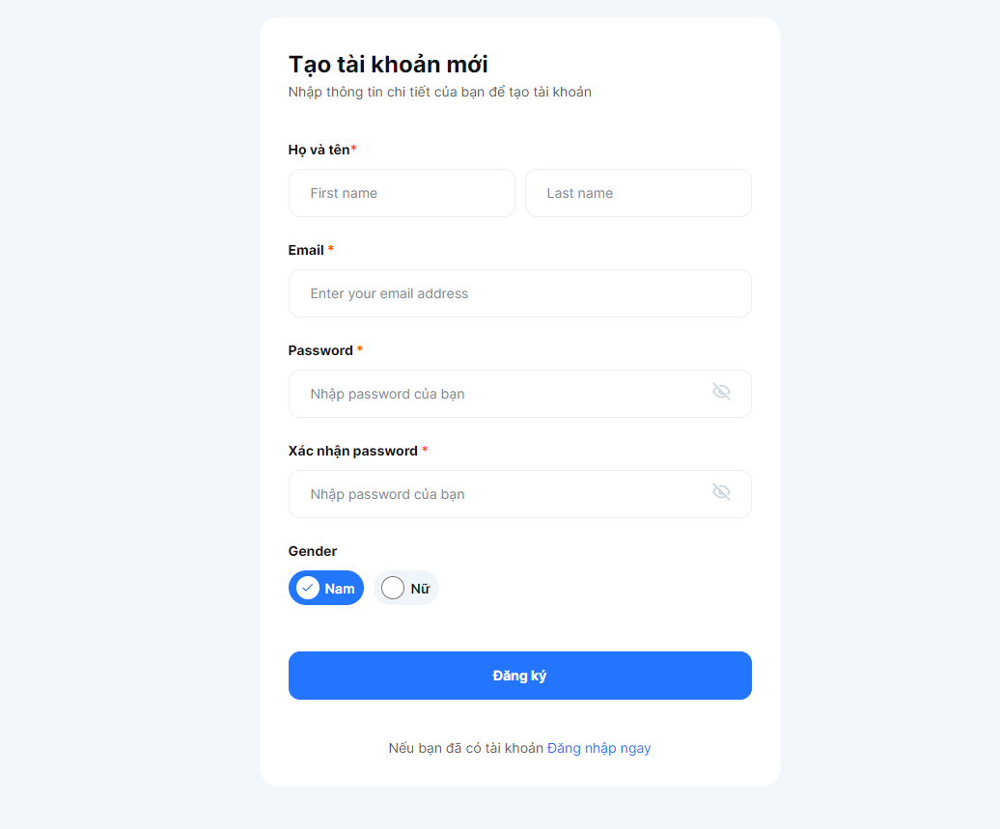 Tạo tài khoản mới
Nhập thông tin chi tiết của bạn để tạo tài khoản
Họ và tên*
First name Last name
Email *
Enter your email address
Password *
Nhập password của bạn
Xác nhận password *
Nhập password của bạn
Gender
Nam Nữ
Đăng ký
Nếu bạn đã có tài khoản Đăng nhập ngay